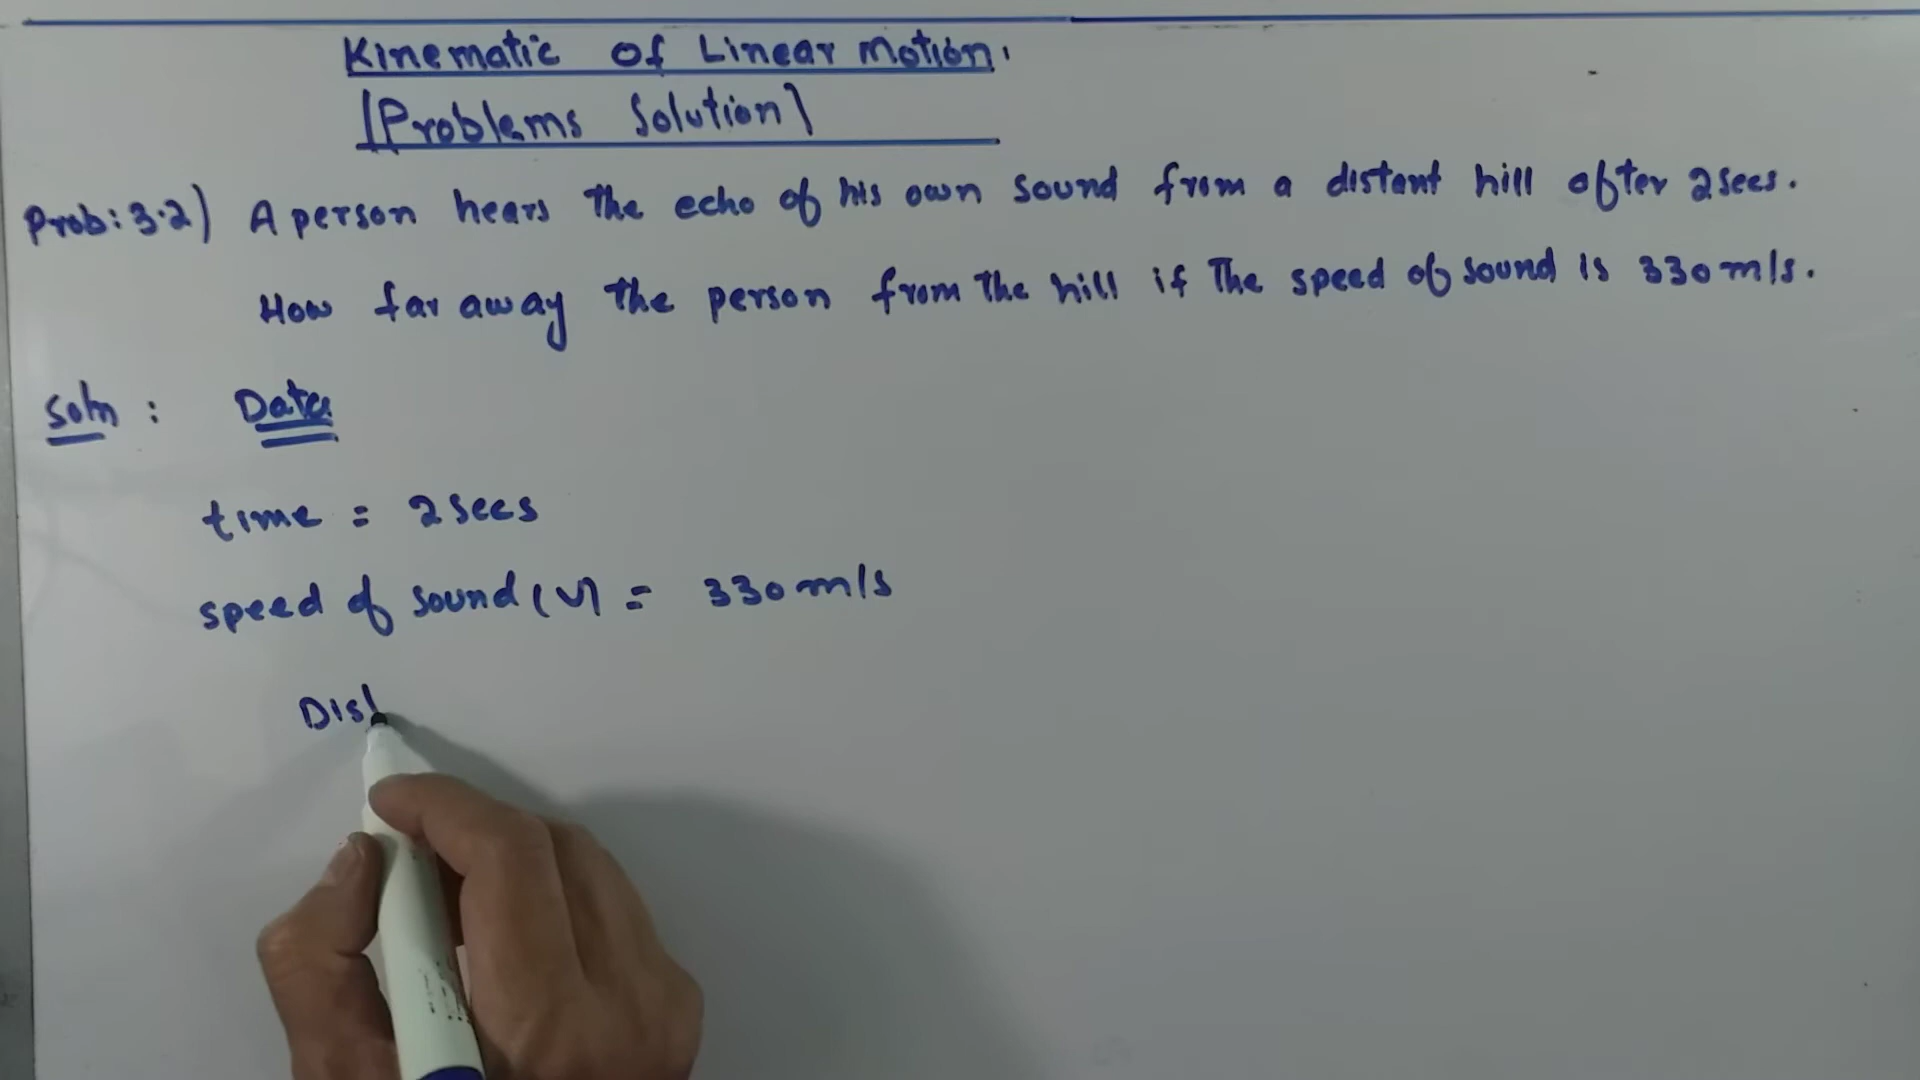 Kinematic of Linear Motion.
[Problems Solution]
Prob: 3.2) A person hears the echo of his own sound from a distant hill after 2secs.
How far away the person from the hill if the speed of sound is 330m/s.
Soln : Data
time = 2secs
speed of sound (v) = 330m/s
Dist